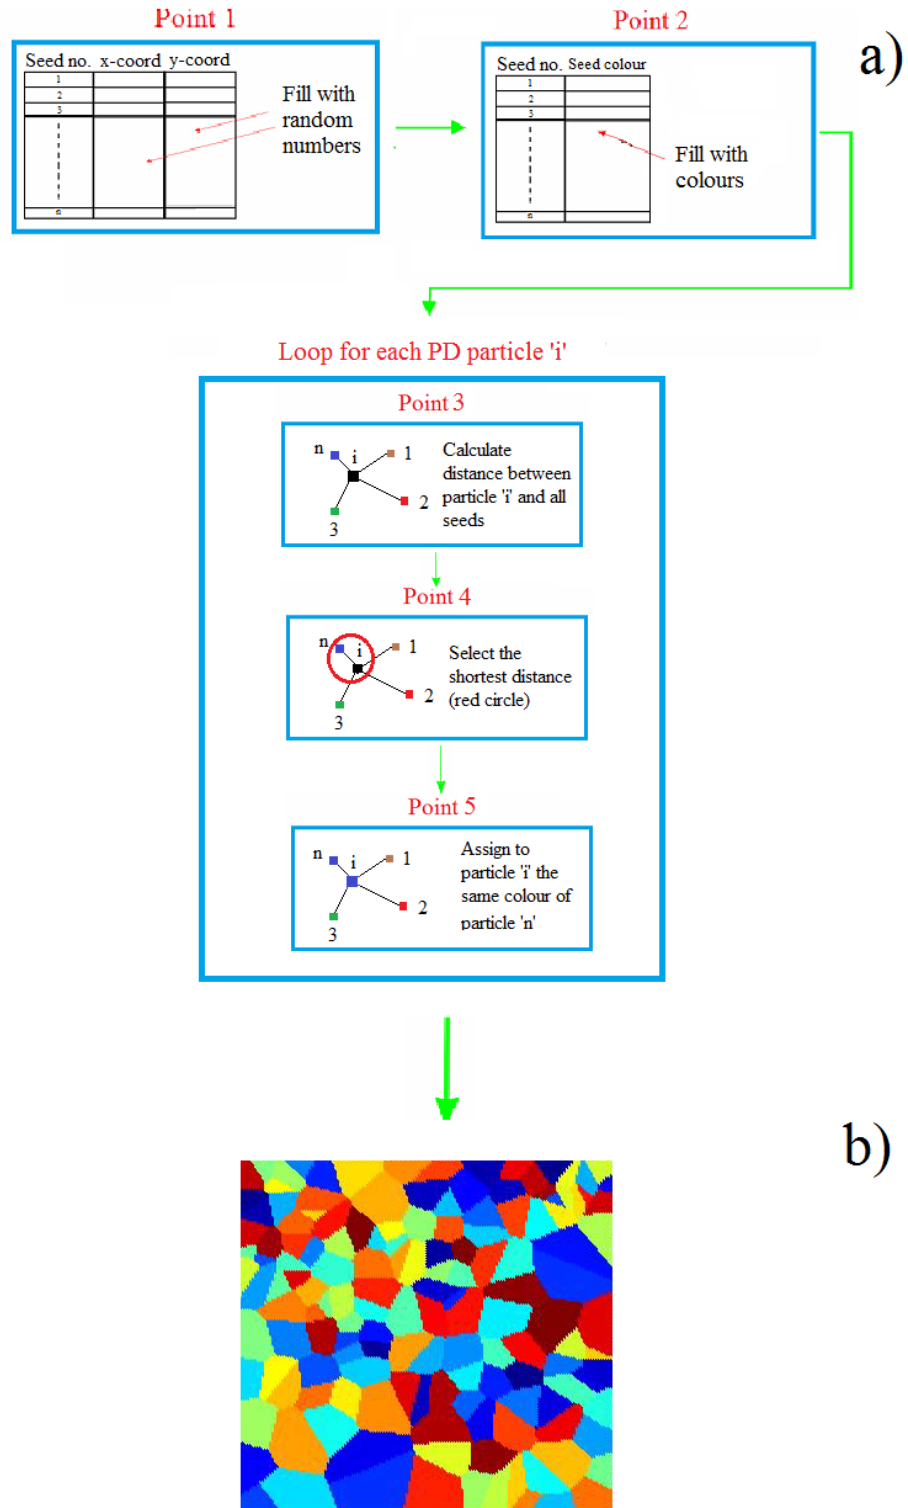 Point 1
Point 2
a)
Seed no. x-coord y-coord
1
2
3
n
Fill with
random
numbers
Seed no. Seed colour
1
2
3
n
Fill with
colours
Loop for each PD particle 'i'
Point 3
n i 1
2
3
Calculate
distance between
particle 'i' and all
seeds
Point 4
n i 1
2
3
Select the
shortest distance
(red circle)
Point 5
n i 1
2
3
Assign to
particle 'i' the
same colour of
particle 'n'
b)